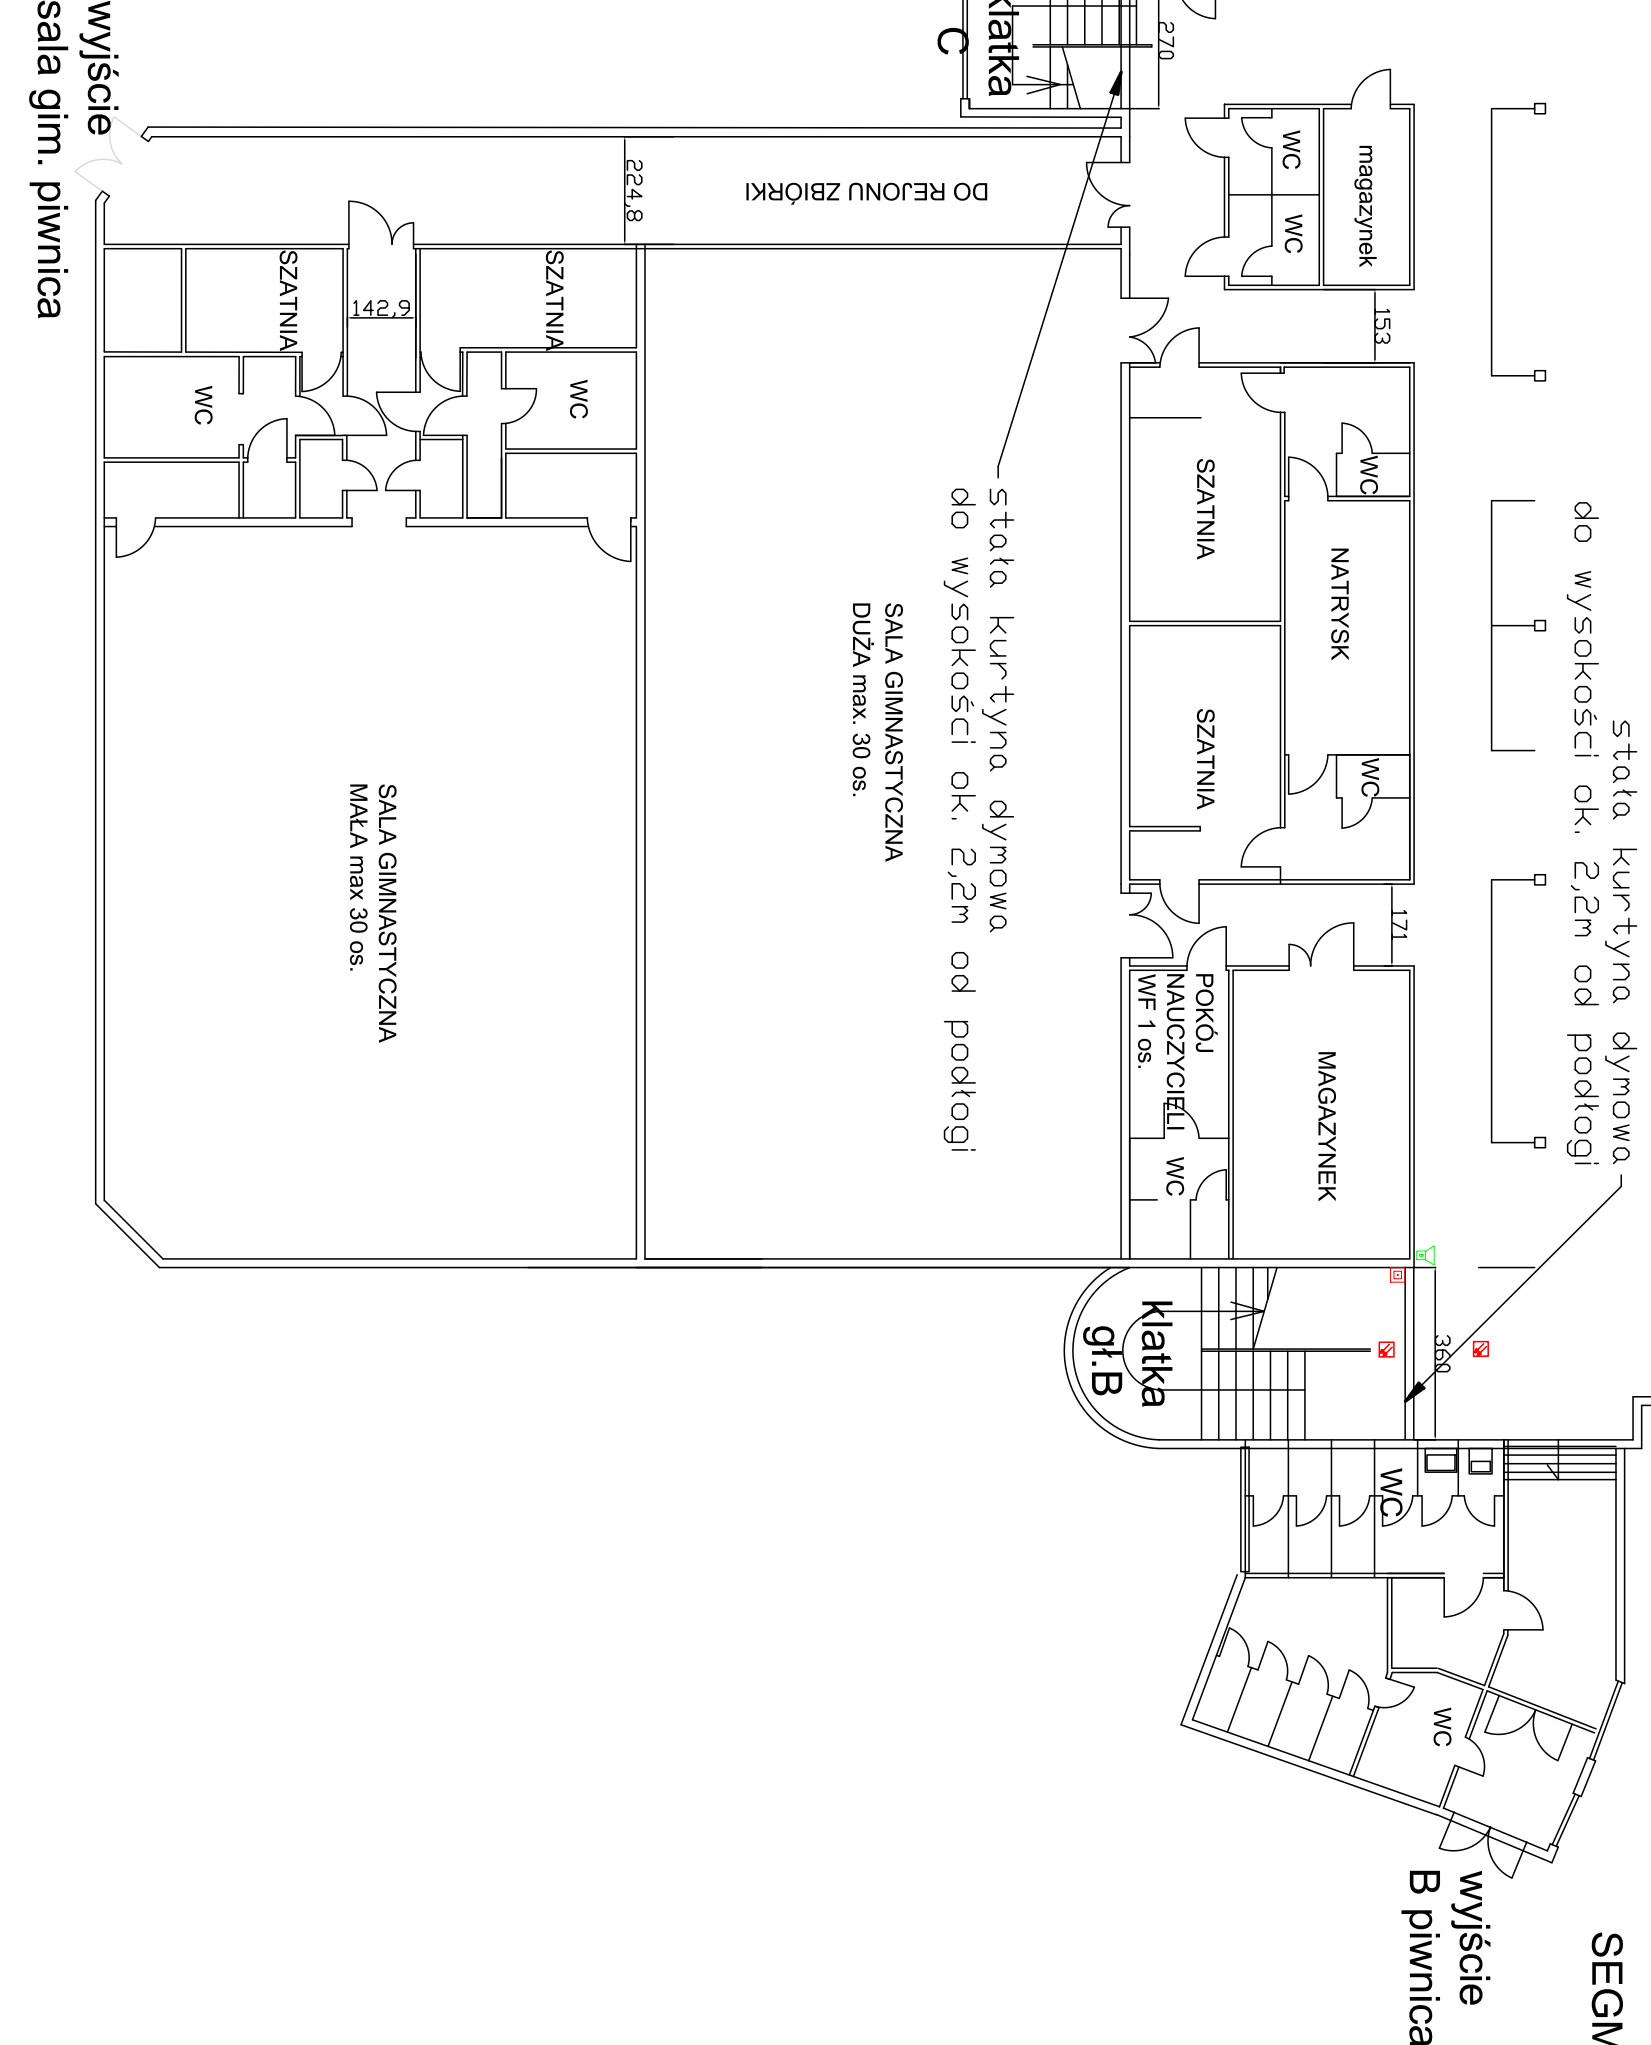 wyjście
sala gim. piwnica
klatka
C
270
DO REJONU ZBIÓRKI
224,8
SZATNIA
SZATNIA
142,9
WC
WC
WC
WC
magazynek
153
SZATNIA
NATRYSK
WC
SZATNIA
WC
stała kurtyna dymowa
do wysokości ok. 2,2m od podłogi
stała kurtyna dymowa
do wysokości ok. 2,2m od podłogi
SALA GIMNASTYCZNA
DUŻA max. 30 os.
SALA GIMNASTYCZNA
MAŁA max 30 os.
171
POKÓJ
NAUCZYCIELI
WF 1 os.
WC
MAGAZYNEK
klatka
gł.B
360
WC
WC
wyjście
B piwnica
SEGM